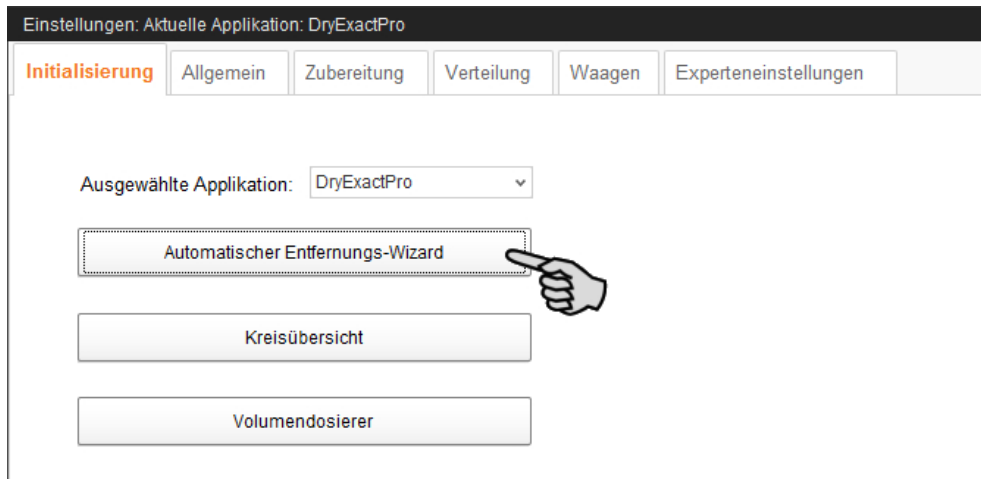 Einstellungen: Aktuelle Applikation: DryExactPro
Initialisierung Allgemein Zubereitung Verteilung Waagen Experteneinstellungen
Ausgewählte Applikation: DryExactPro
Automatischer Entfernungs-Wizard
Kreisübersicht
Volumendosierer